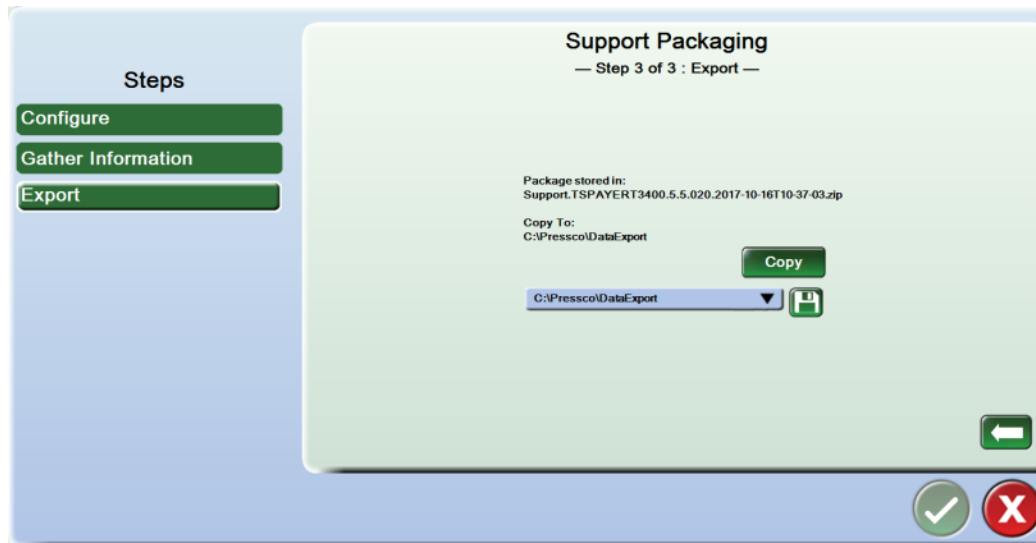 Steps
Configure
Gather Information
Export
Support Packaging
— Step 3 of 3 : Export —
Package stored in:
Support.TSPAYERT3400.5.5.020.2017-10-16T10-37-03.zip
Copy To:
C:\Pressco\DataExport
Copy
C:\Pressco\DataExport